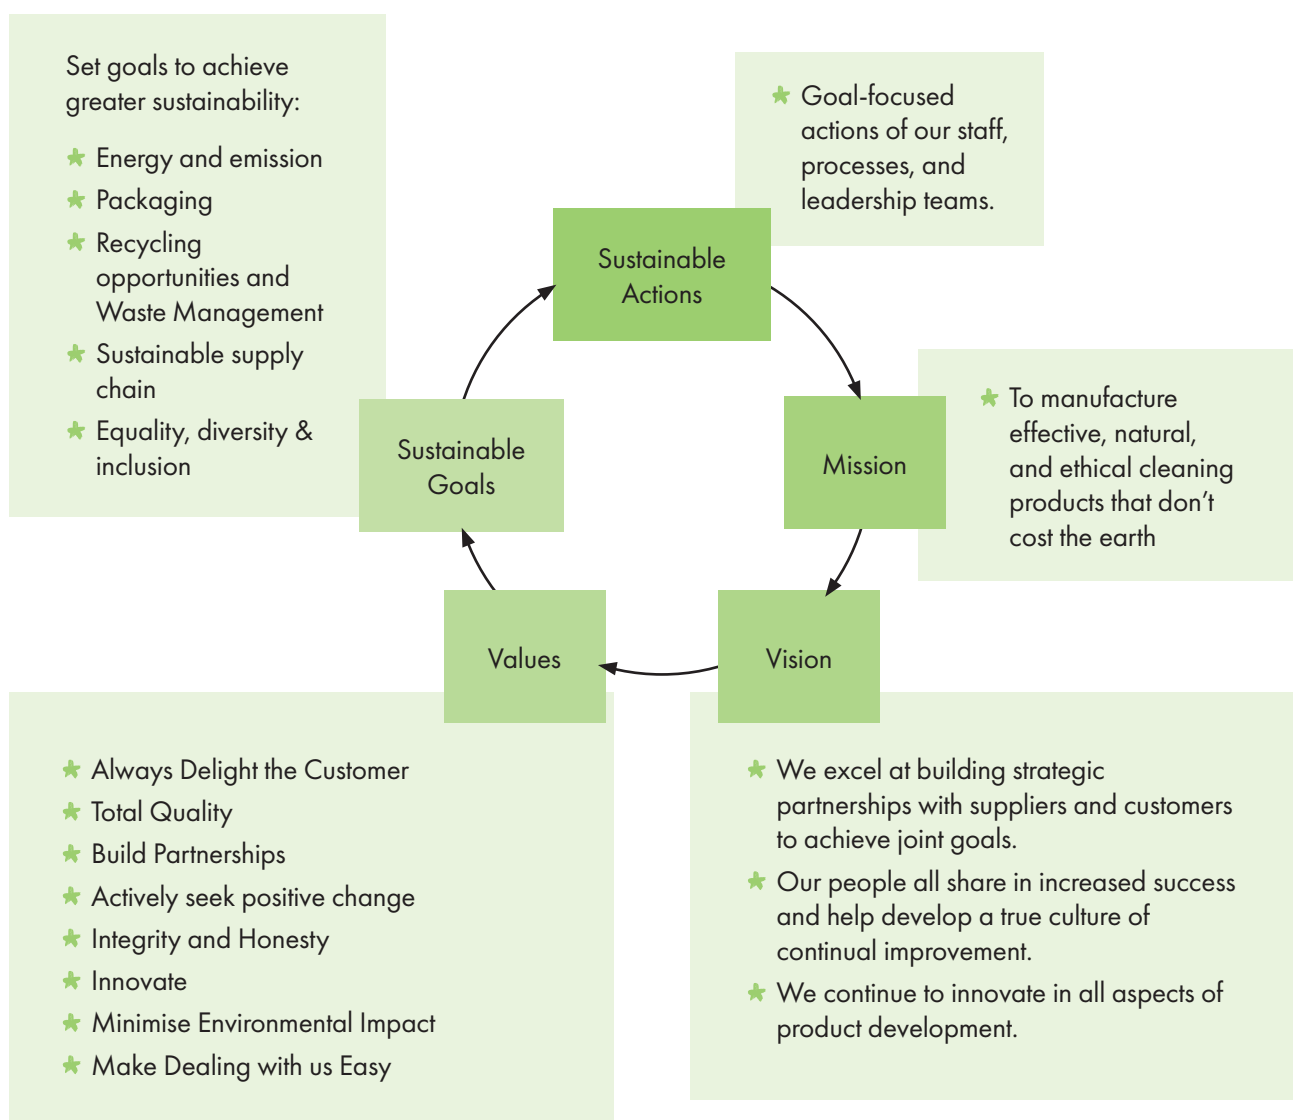 Set goals to achieve
greater sustainability:
Energy and emission
Packaging
Recycling
opportunities and
Waste Management
Sustainable supply
chain
Equality, diversity &
inclusion
Goal-focused
actions of our staff,
processes, and
leadership teams.
Sustainable
Actions
To manufacture
effective, natural,
and ethical cleaning
products that don’t
cost the earth
Mission
Sustainable
Goals
Values
Vision
Always Delight the Customer
Total Quality
Build Partnerships
Actively seek positive change
Integrity and Honesty
Innovate
Minimise Environmental Impact
Make Dealing with us Easy
We excel at building strategic
partnerships with suppliers and customers
to achieve joint goals.
Our people all share in increased success
and help develop a true culture of
continual improvement.
We continue to innovate in all aspects of
product development.